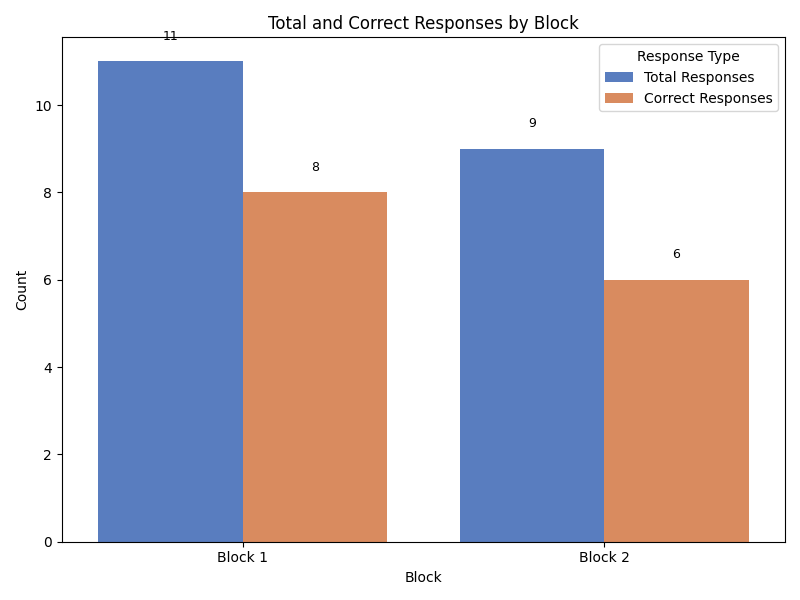 Total and Correct Responses by Block
11
Response Type
Total Responses
Correct Responses
9
8
6
10
8
6
4
2
0
Count
Block 1
Block 2
Block